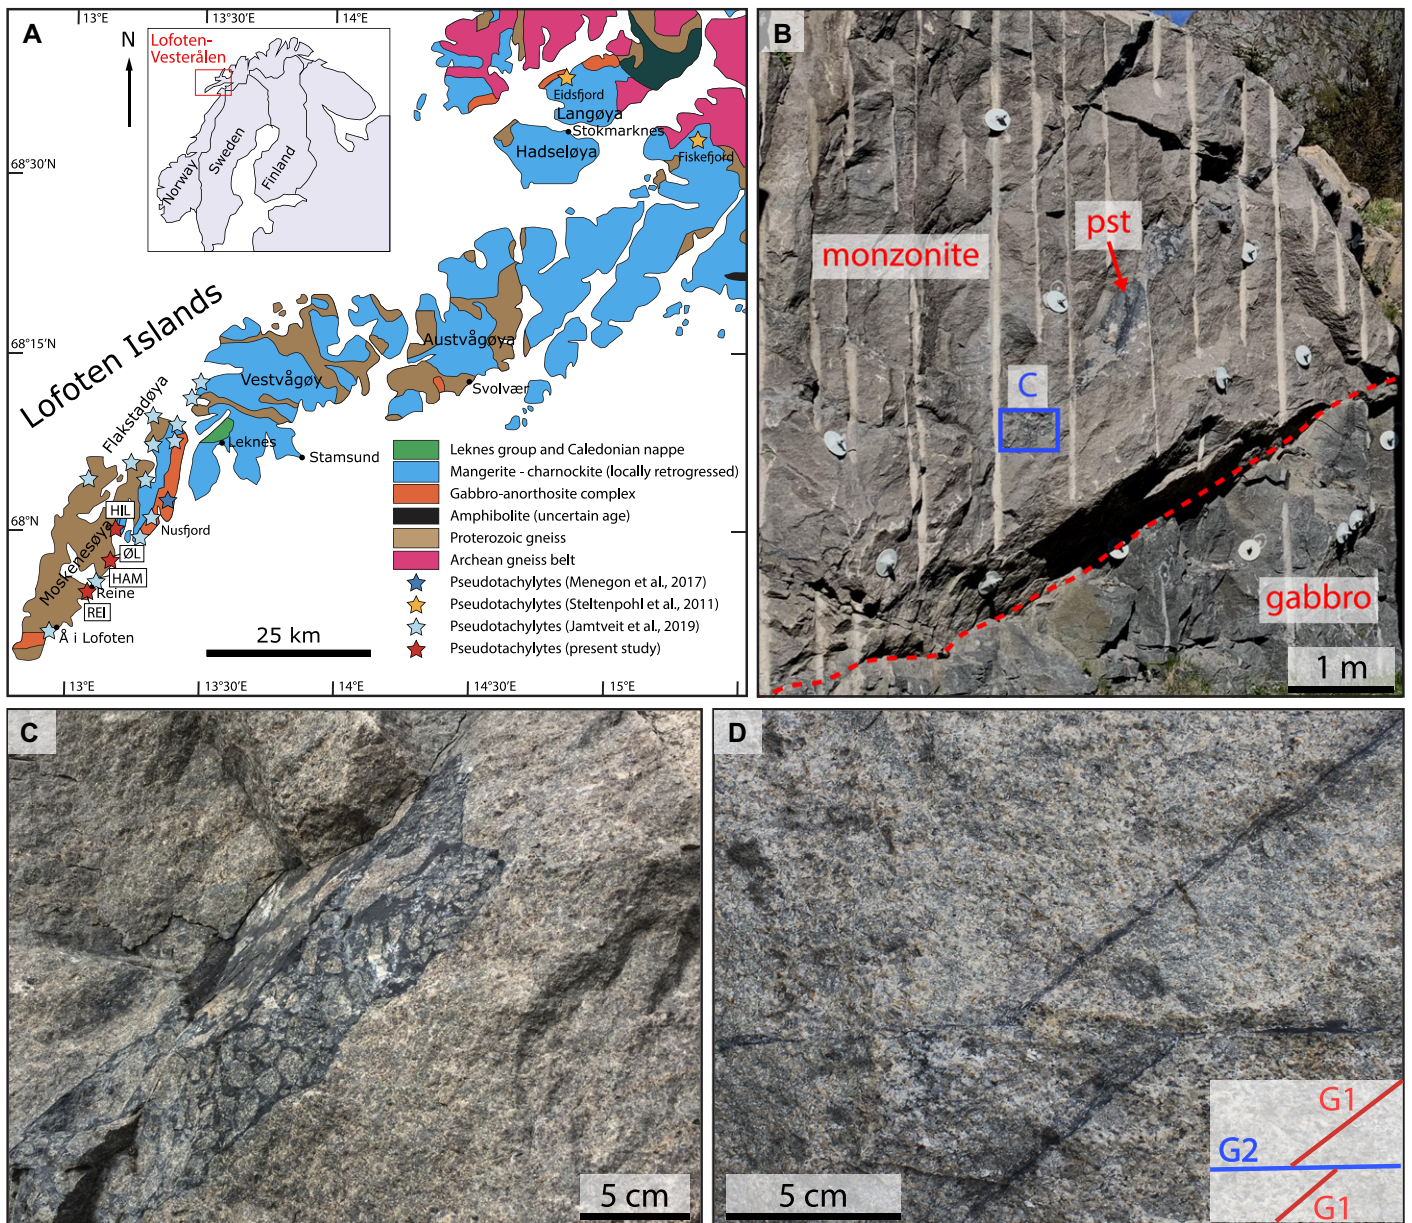 A
13°E
13°30′E
14°E
N
Lofoten-
Vesterålen
Norway
Sweden
Finland
68°30′N
68°15′N
68°N
Eidsfjord
Langøya
Stokmarknes
Hadseløya
Fiskefjord
Lofoten Islands
Austvågøya
Svolvær
Vestvågøy
Flakstadøya
Leknes
Stamsund
HIL
Nusfjord
Moskenesøya
ØL
HAM
Reine
REI
Å i Lofoten
25 km
Leknes group and Caledonian nappe
Mangerite - charnockite (locally retrogressed)
Gabbro-anorthosite complex
Amphibolite (uncertain age)
Proterozoic gneiss
Archean gneiss belt
Pseudotachylytes (Menegon et al., 2017)
Pseudotachylytes (Steltenpohl et al., 2011)
Pseudotachylytes (Jamtveit et al., 2019)
Pseudotachylytes (present study)
13°E
13°30′E
14°E
14°30′E
15°E
B
pst
monzonite
C
gabbro
1 m
C
5 cm
D
5 cm
G1
G2
G1